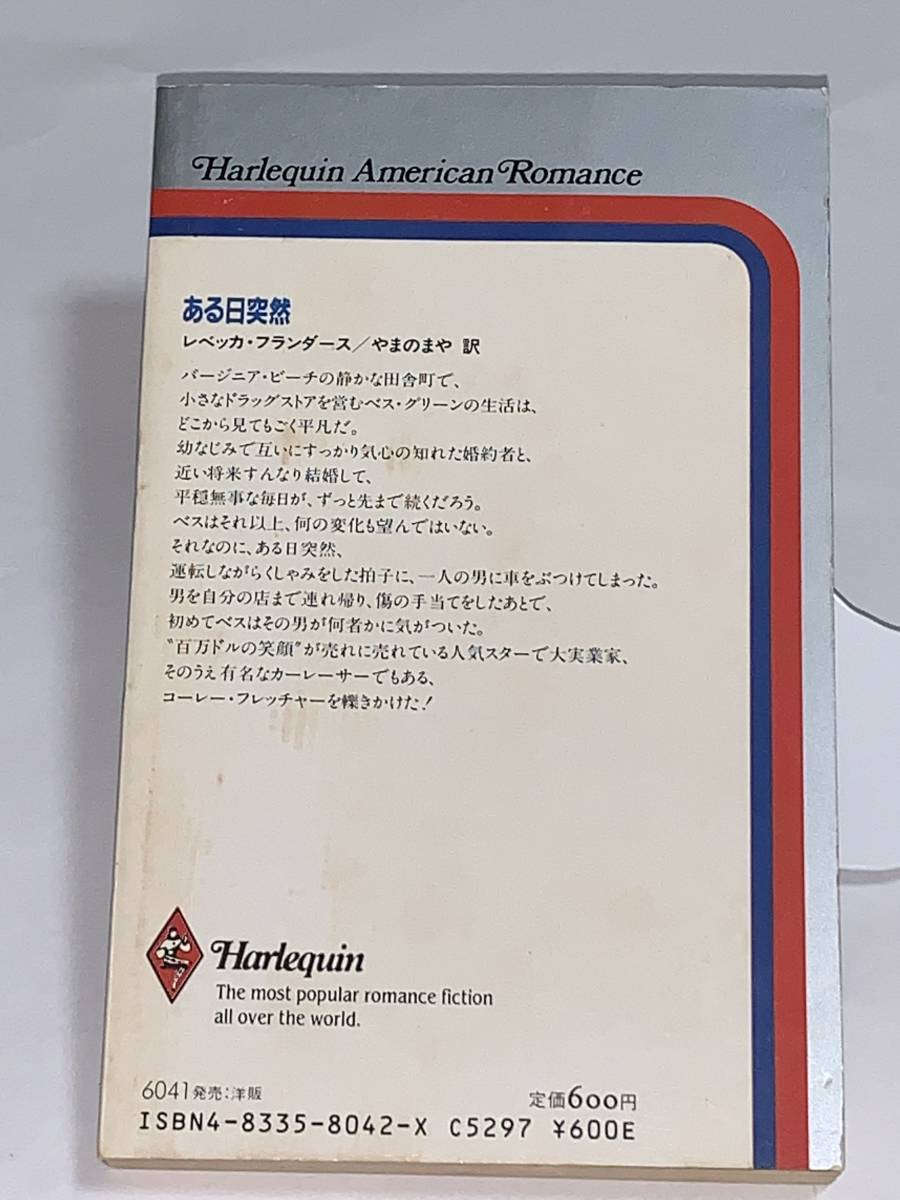 Harlequin American Romance
ある日突然
レベッカ・フランダース／やまのまや 訳
バージニア・ビーチの静かな田舎町で、
小さなドラッグストアを営むベス・グリーンの生活は、
どこから見てもごく平凡だ。
幼なじみで互いにすっかり気心の知れた婚約者と、
近い将来すんなり結婚して、
平穏無事な毎日が、ずっと先まで続くだろう。
ベスはそれ以上、何の変化も望んではいない。
それなのに、ある日突然、
運転しながらくしゃみをした拍子に、一人の男に車をぶつけてしまった。
男を自分の店まで連れ帰り、傷の手当てをしたあとで、
初めてベスはその男が何者かに気がついた。
“百万ドルの笑顔”が売れに売れている人気スターで大実業家、
そのうえ有名なカーレーサーでもある、
コーレー・フレッチャーを轢きかけた！
Harlequin
The most popular romance fiction
all over the world.
6041 発売：洋販
定価600円
ISBN4-8335-8042-X C5297 ¥600E